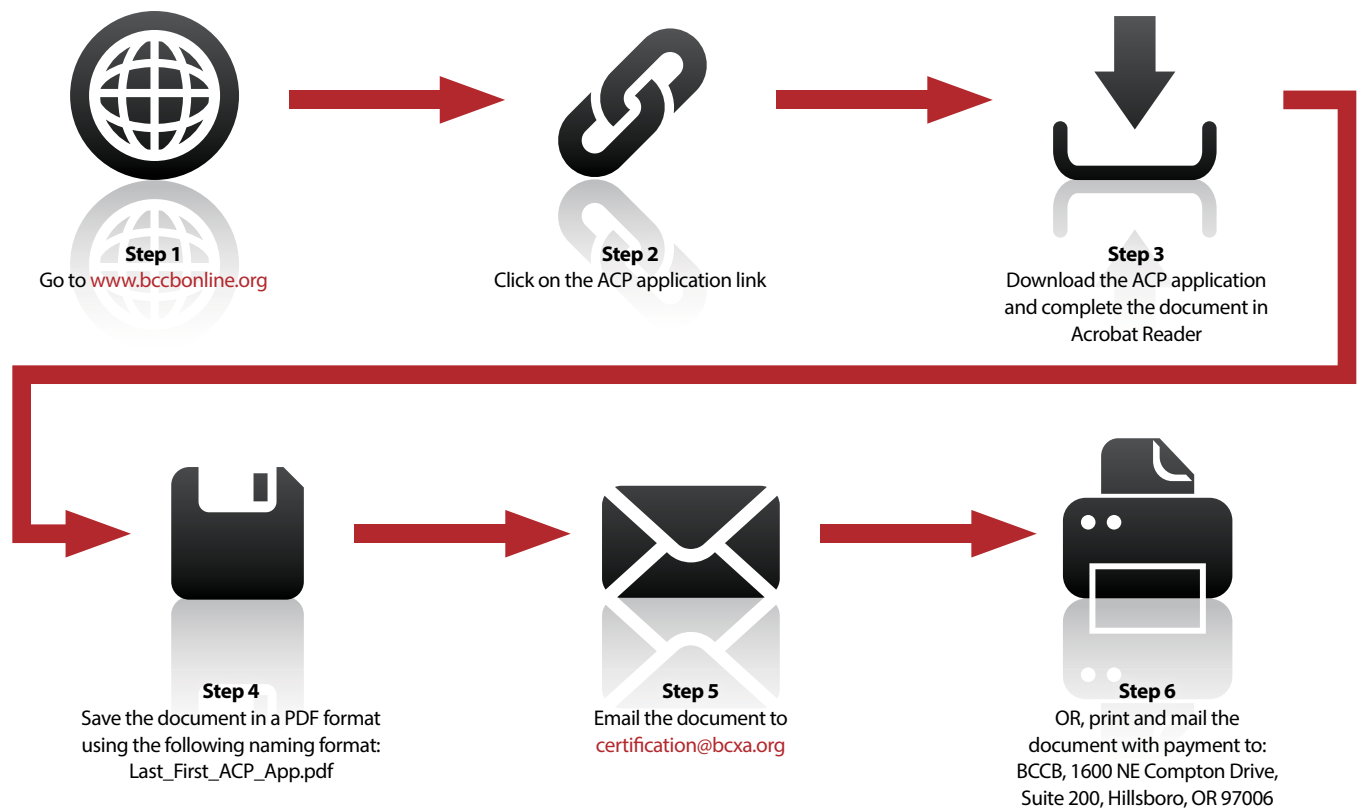 Step 1
Go to www.bccbonline.org
Step 2
Click on the ACP application link
Step 3
Download the ACP application
and complete the document in
Acrobat Reader
Step 4
Save the document in a PDF format
using the following naming format:
Last_First_ACP_App.pdf
Step 5
Email the document to
certification@bcxa.org
Step 6
OR, print and mail the
document with payment to:
BCCB, 1600 NE Compton Drive,
Suite 200, Hillsboro, OR 97006